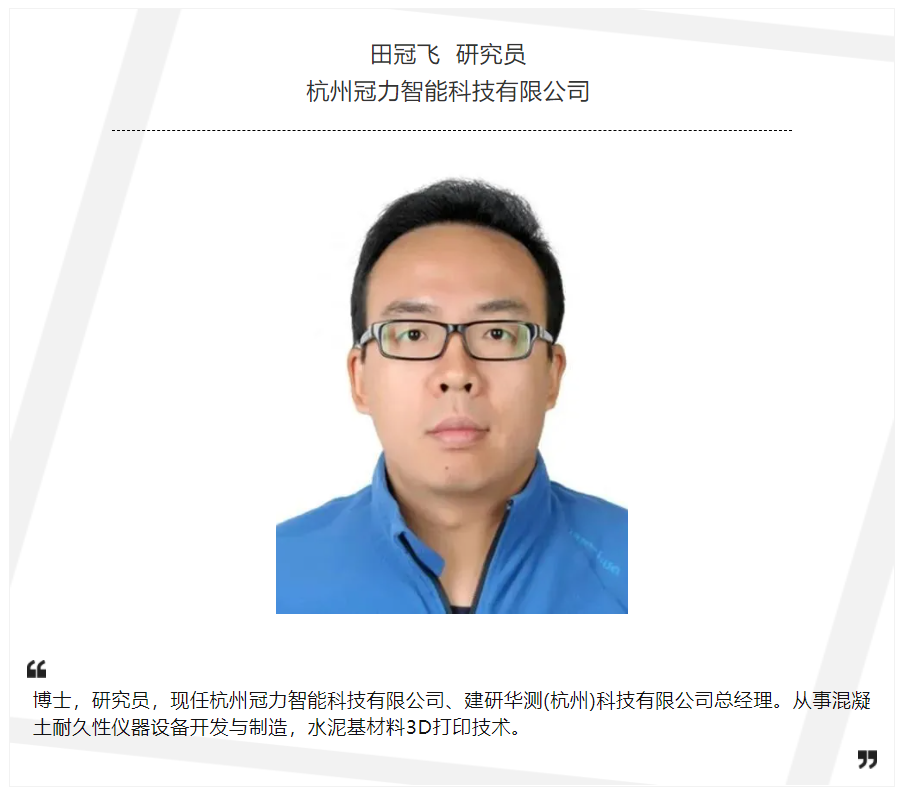 田冠飞 研究员
杭州冠力智能科技有限公司
博士，研究员，现任杭州冠力智能科技有限公司、建研华测(杭州)科技有限公司总经理。从事混凝
土耐久性仪器设备开发与制造，水泥基材料3D打印技术。